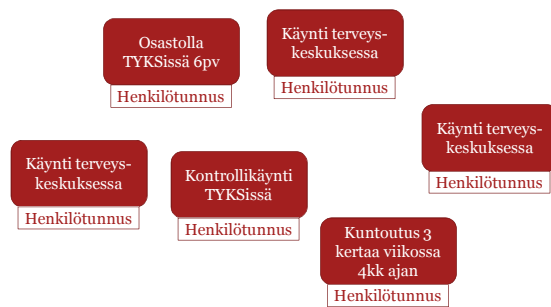 Osastolla
TYKSissä 6pv
Henkilötunnus
Käynti terveys-
keskuksessa
Henkilötunnus
Käynti terveys-
keskuksessa
Henkilötunnus
Käynti terveys-
keskuksessa
Henkilötunnus
Kontrollikäynti
TYKSissä
Henkilötunnus
Kuntoutus 3
kertaa viikossa
4kk ajan
Henkilötunnus